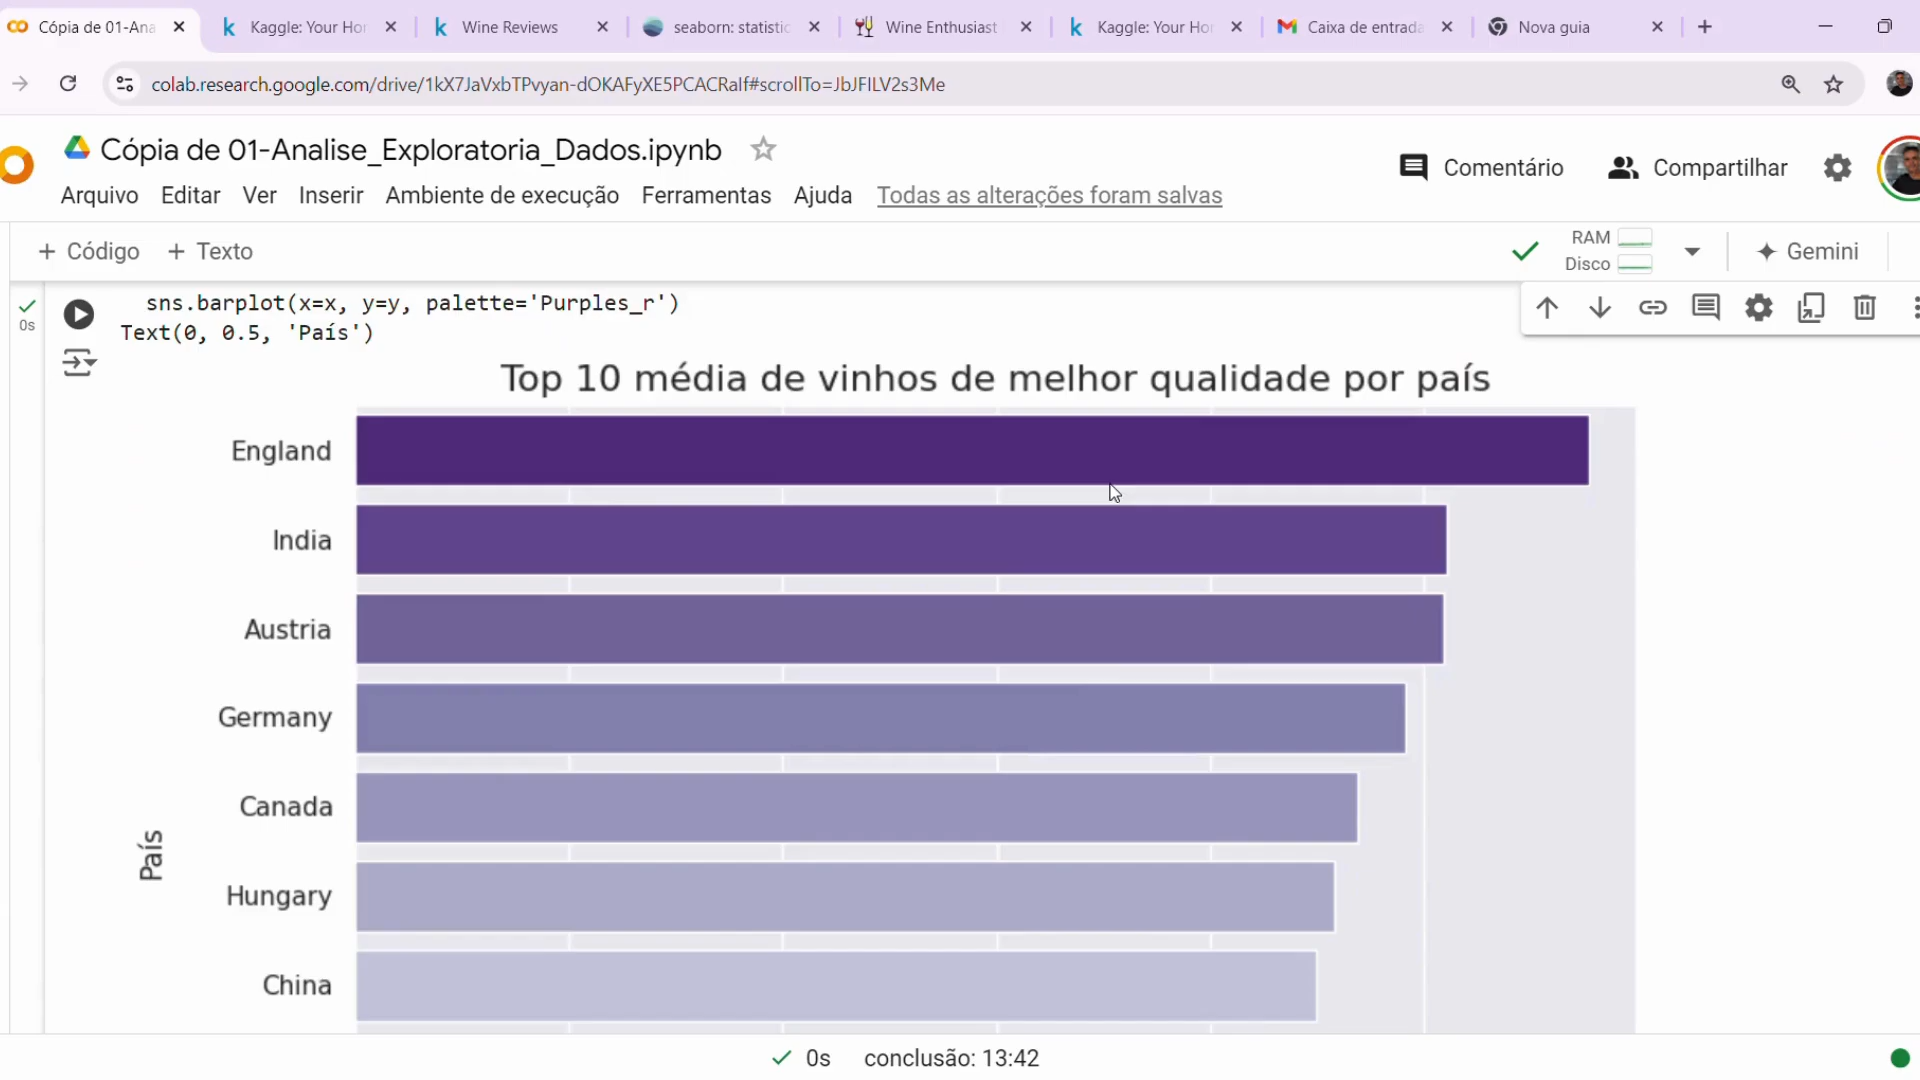 Cópia de 01-Ana
Kaggle: Your Hor
Wine Reviews
seaborn: statistic
Wine Enthusiast
Kaggle: Your Hor
Caixa de entrada
Nova guia
colab.research.google.com/drive/1kX7JaVxbTPvyan-dOKAFyXE5PCACRaIf#scrollTo=JbJFILV2s3Me
Cópia de 01-Analise_Exploratoria_Dados.ipynb
Comentário
Compartilhar
Arquivo Editar Ver Inserir Ambiente de execução Ferramentas Ajuda Todas as alterações foram salvas
+ Código + Texto
RAM
Disco
Gemini
0s
sns.barplot(x=x, y=y, palette='Purples_r')
Text(0, 0.5, 'País')
Top 10 média de vinhos de melhor qualidade por país
England
India
Austria
Germany
Canada
País
Hungary
China
0s conclusão: 13:42